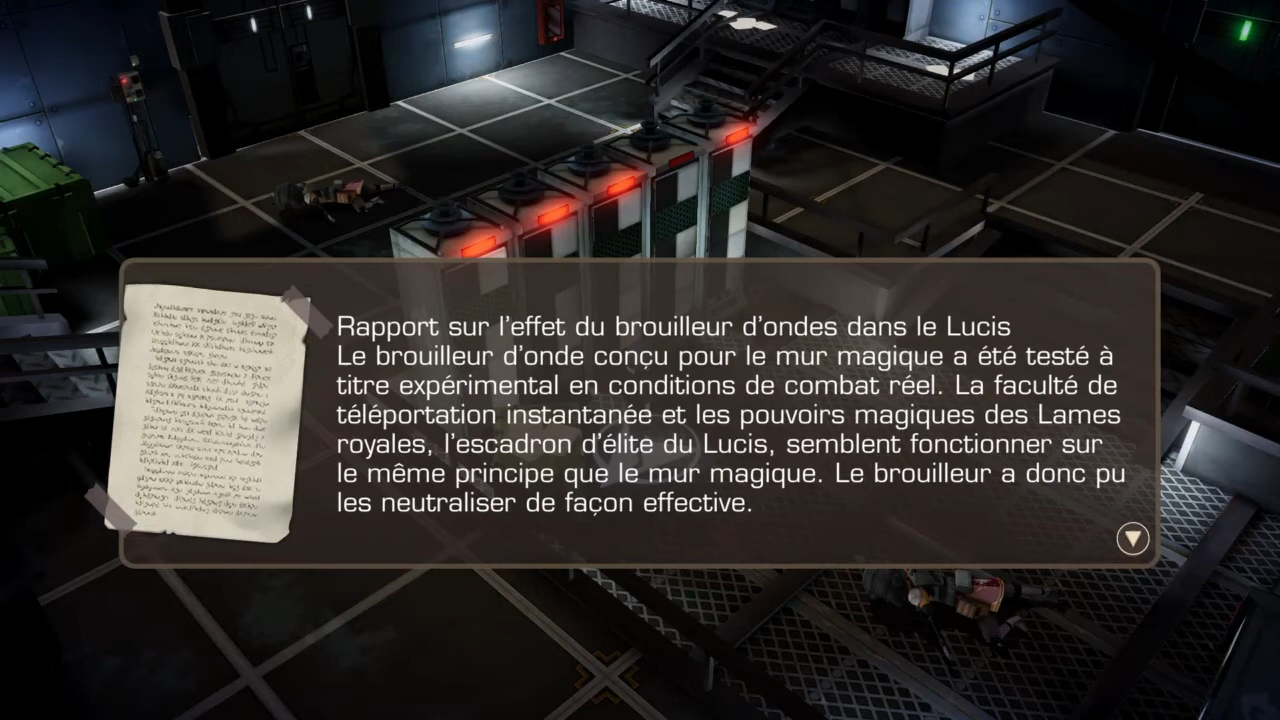 Rapport sur l'effet du brouilleur d'ondes dans le Lucis
Le brouilleur d'onde conçu pour le mur magique a été testé à
titre expérimental en conditions de combat réel. La faculté de
téléportation instantanée et les pouvoirs magiques des Lames
royales, l'escadron d'élite du Lucis, semblent fonctionner sur
le même principe que le mur magique. Le brouilleur a donc pu
les neutraliser de façon effective.